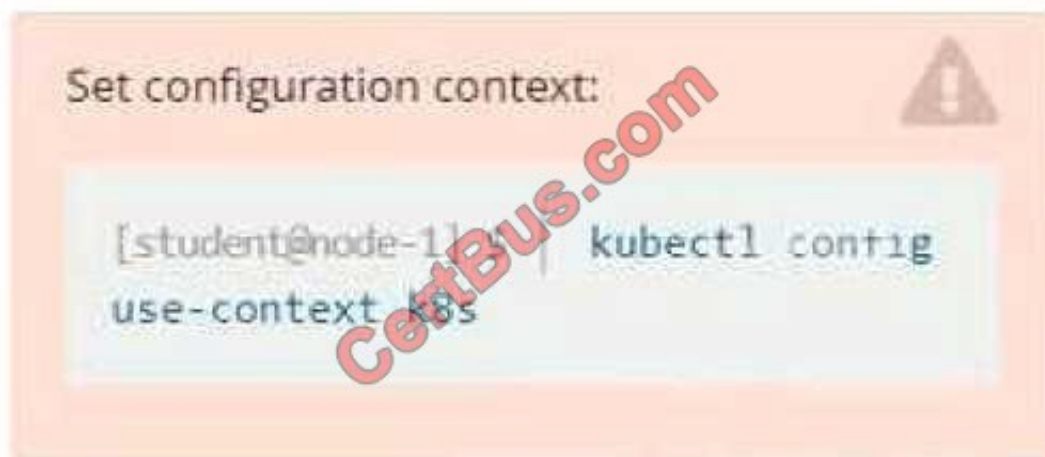 Set configuration context:
[student@node-1] $ | kubectl config
use-context k8s
CertBus.com